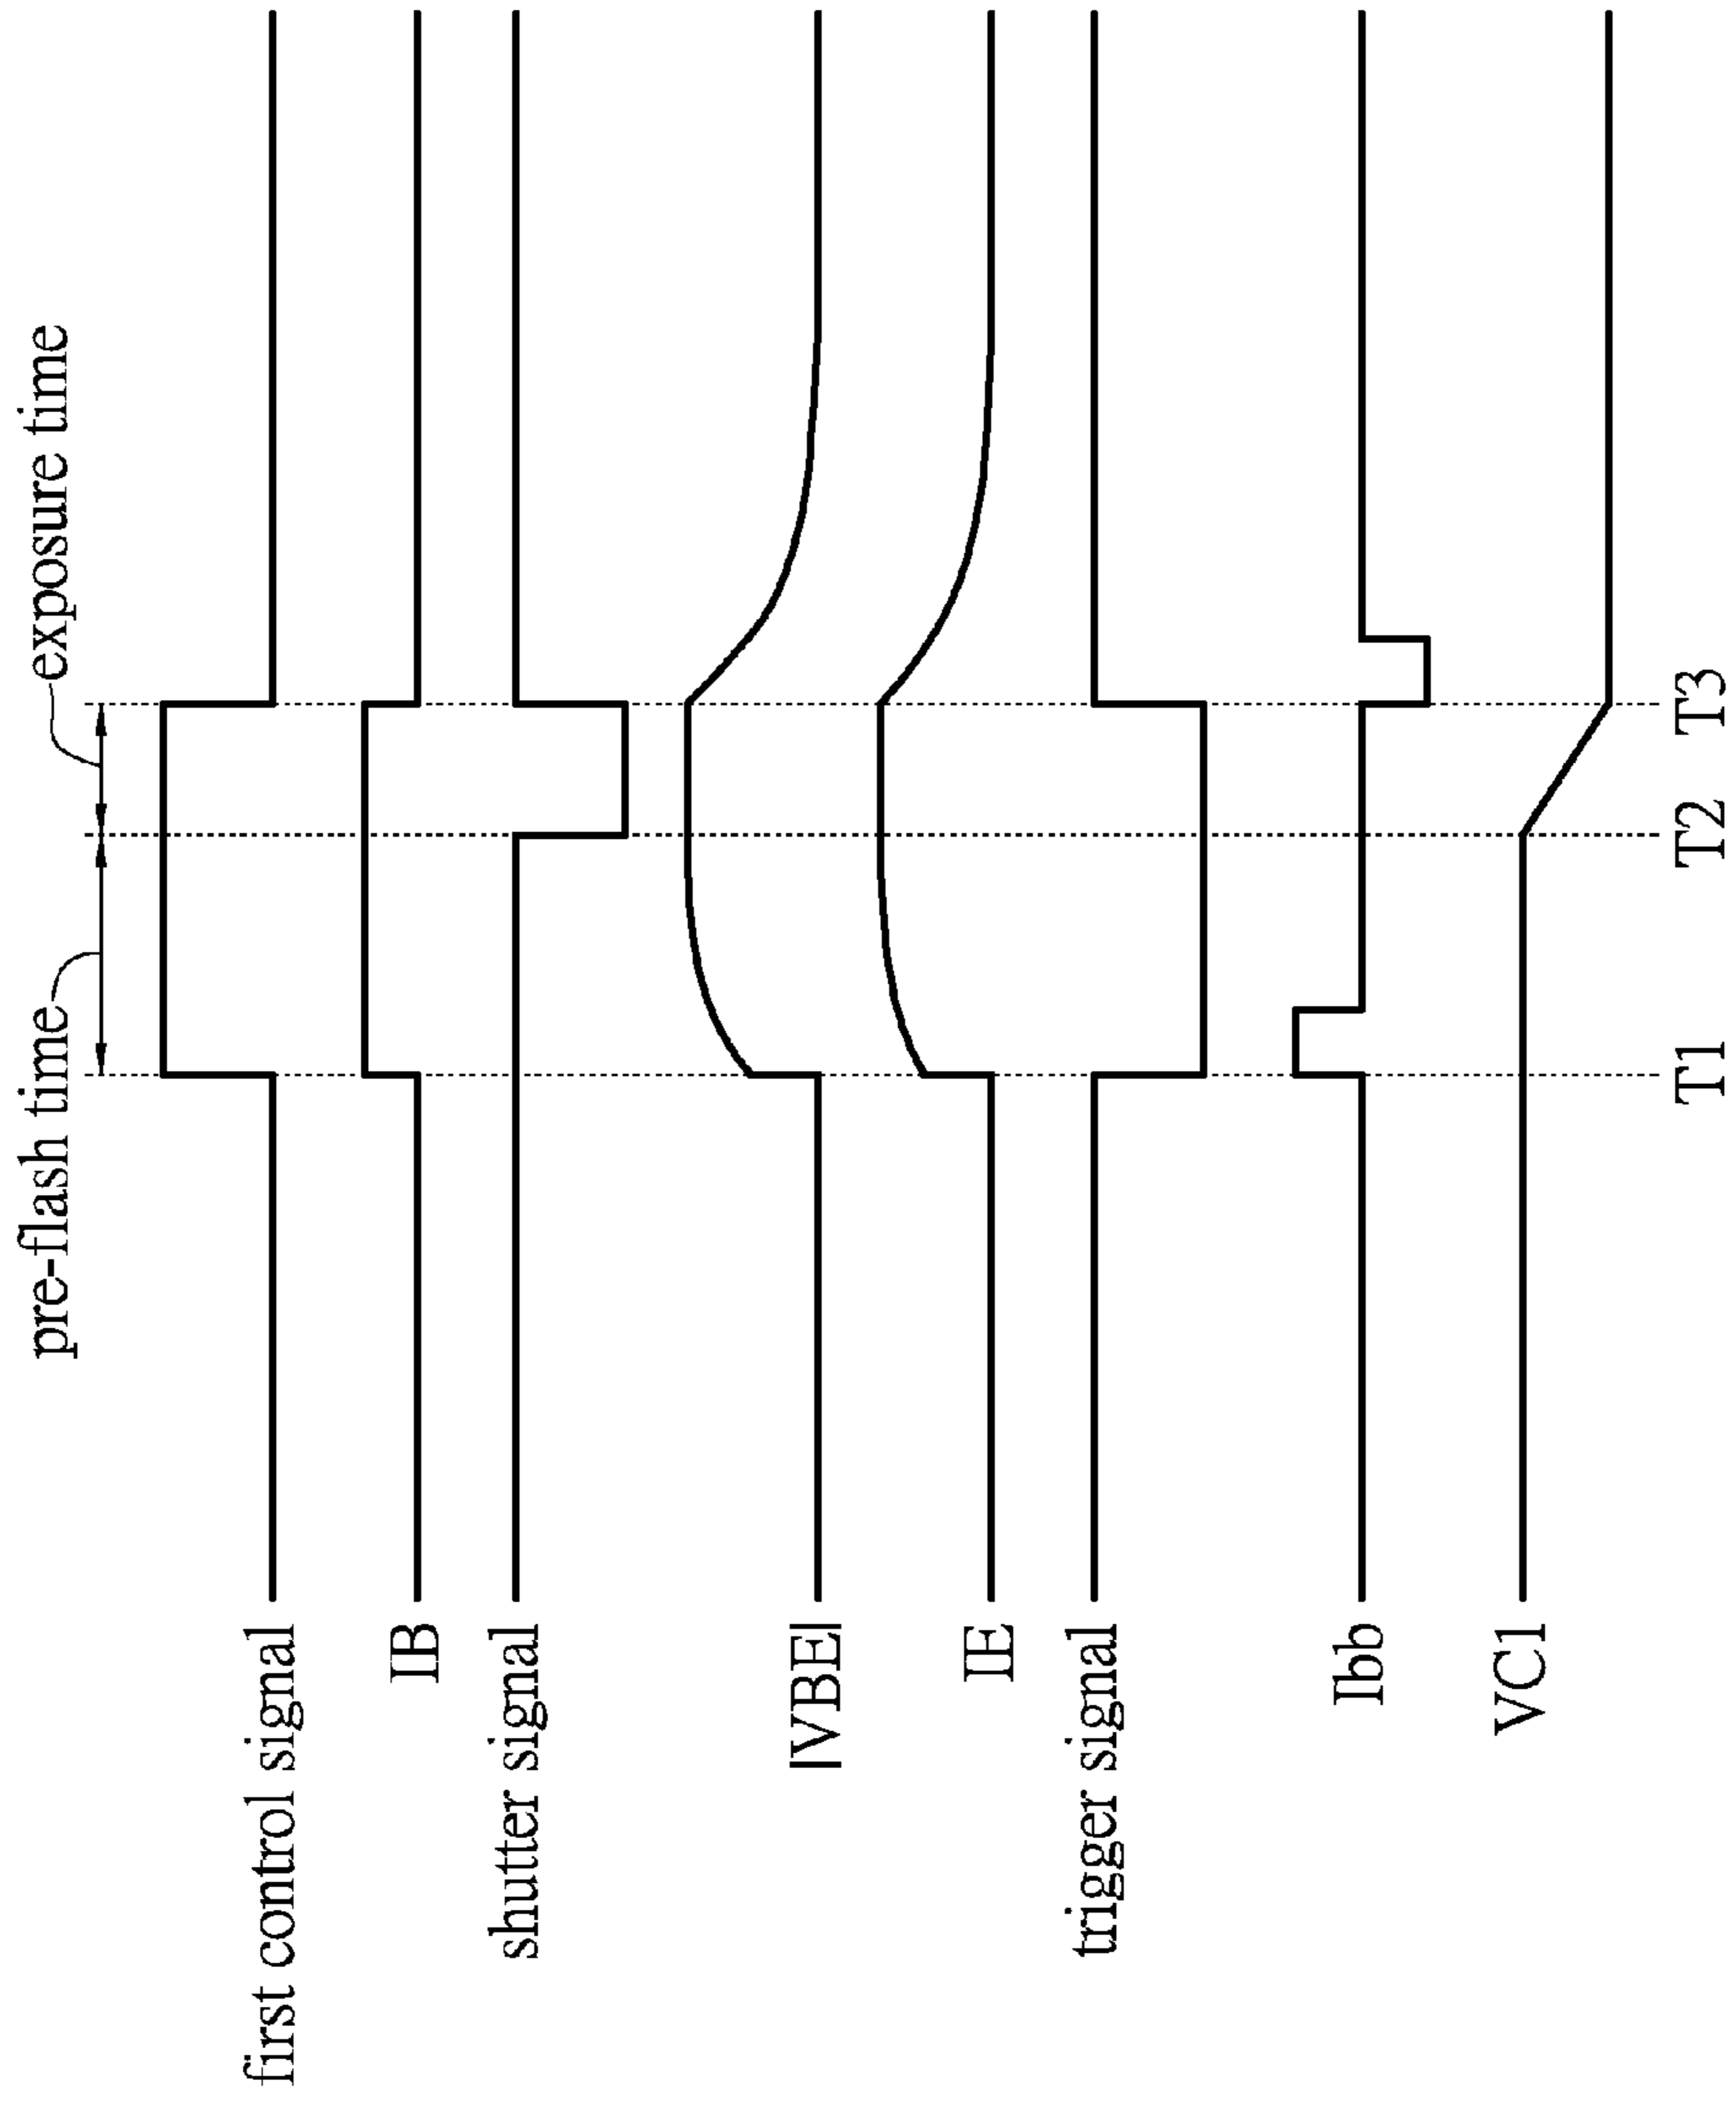 pre-flash time
exposure time
first control signal
IB
shutter signal
|VBE|
IE
trigger signal
Ibb
VC1
T1
T2
T3